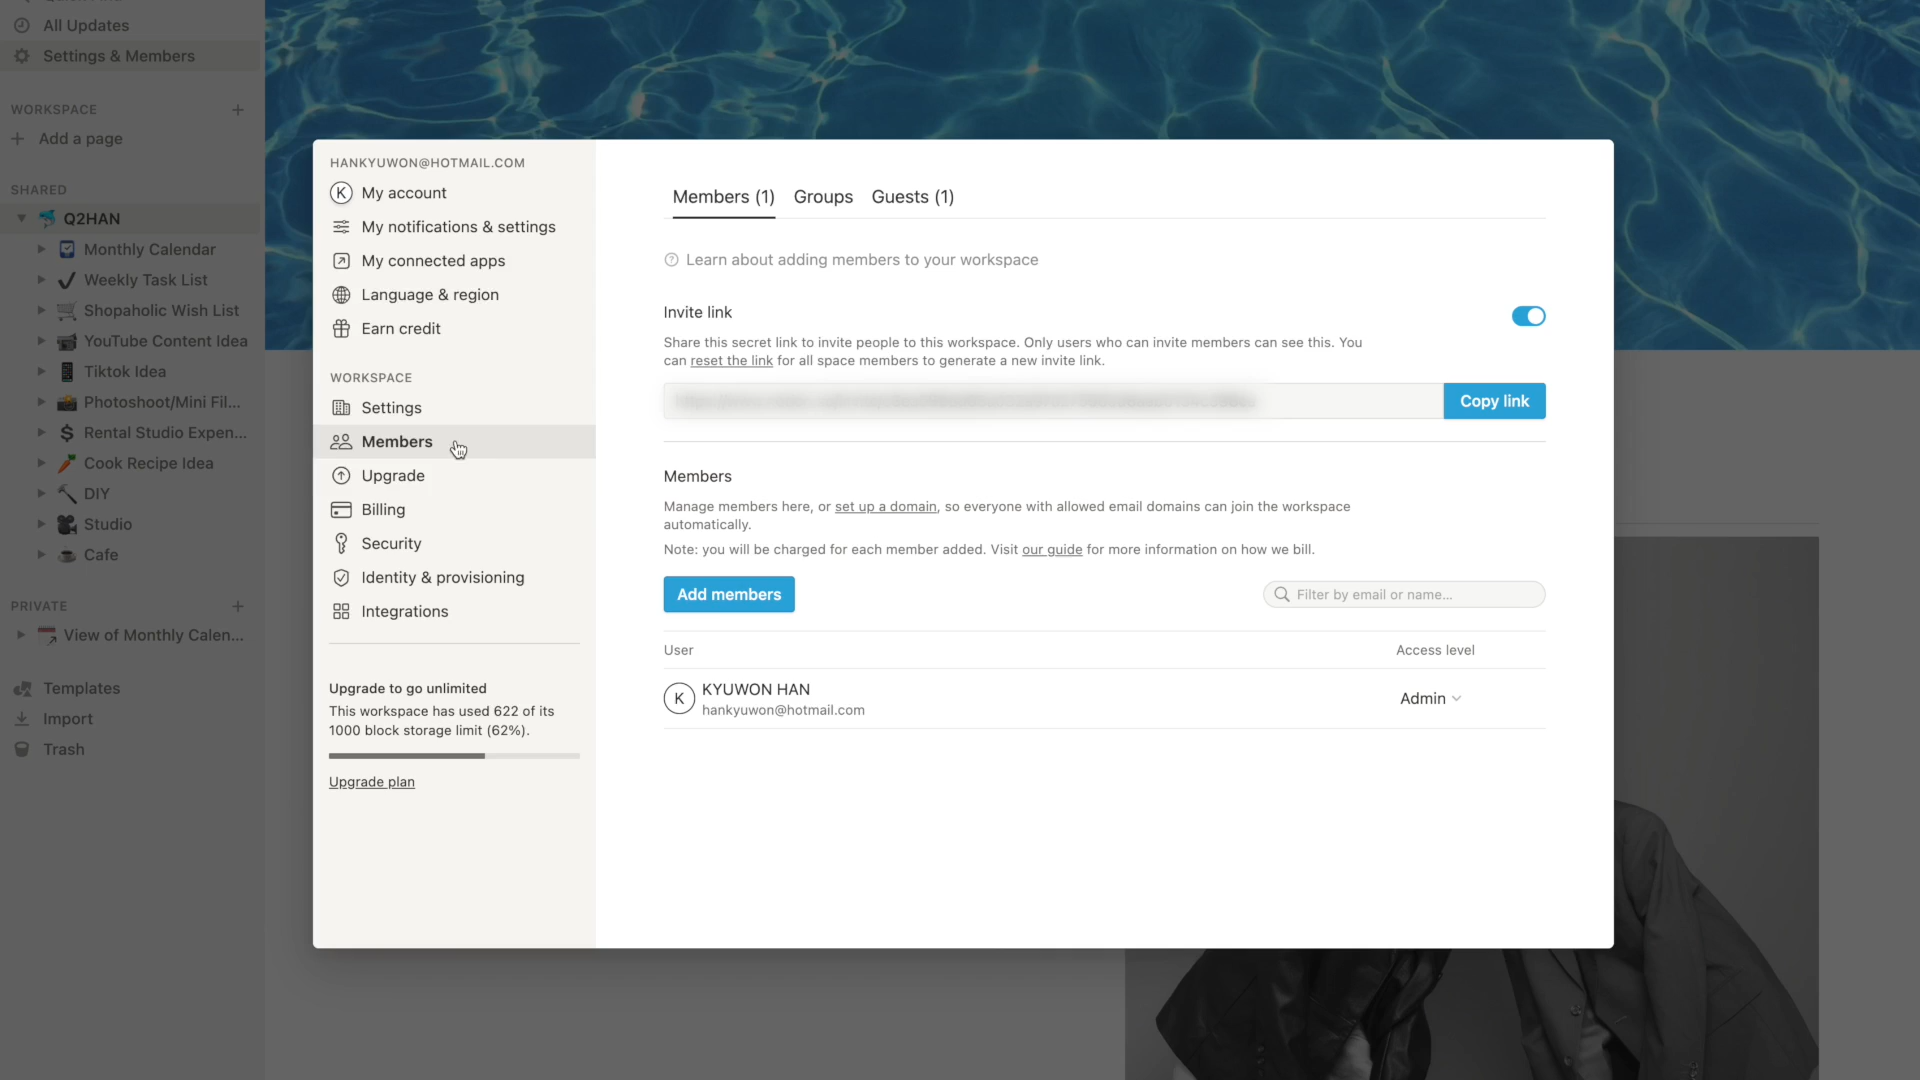 All Updates
Settings & Members
WORKSPACE
Add a page
SHARED
Q2HAN
Monthly Calendar
Weekly Task List
Shopaholic Wish List
YouTube Content Idea
Tiktok Idea
Photoshoot/Mini Fil...
Rental Studio Expen...
Cook Recipe Idea
DIY
Studio
Cafe
PRIVATE
View of Monthly Calen...
Templates
Import
Trash
HANKYUWON@HOTMAIL.COM
K My account
My notifications & settings
My connected apps
Language & region
Earn credit
WORKSPACE
Settings
Members
Upgrade
Billing
Security
Identity & provisioning
Integrations
Upgrade to go unlimited
This workspace has used 622 of its
1000 block storage limit (62%).
Upgrade plan
Members (1) Groups Guests (1)
Learn about adding members to your workspace
Invite link
Share this secret link to invite people to this workspace. Only users who can invite members can see this. You
can reset the link for all space members to generate a new invite link.
Copy link
Members
Manage members here, or set up a domain, so everyone with allowed email domains can join the workspace
automatically.
Note: you will be charged for each member added. Visit our guide for more information on how we bill.
Add members
Filter by email or name...
User Access level
K KYUWON HAN
hankyuwon@hotmail.com
Admin